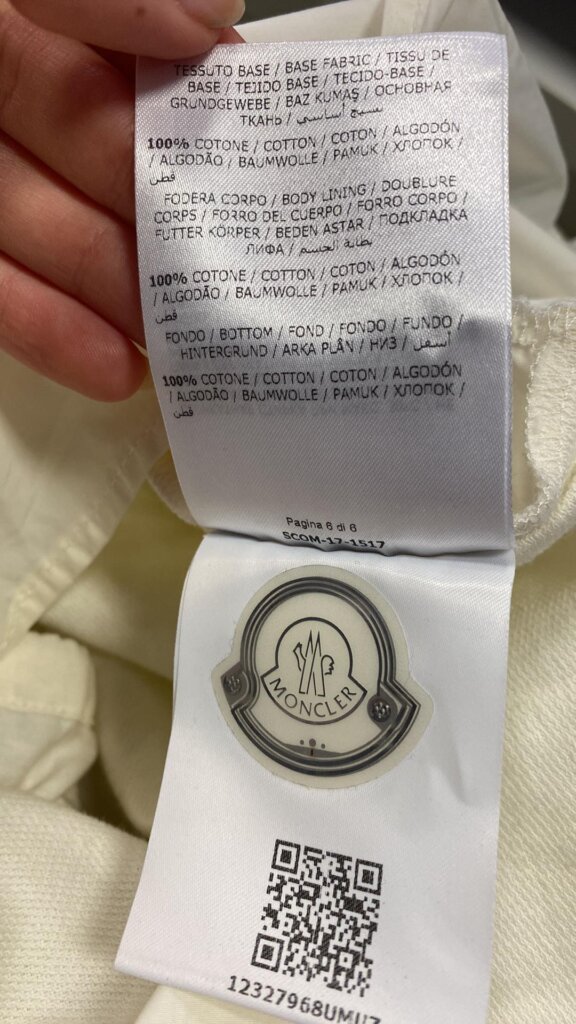 TESSUTO BASE / BASE FABRIC / TISSU DE
BASE / TEJIDO BASE / TECIDO-BASE /
GRUNDGEWEBE / BAZ KUMAŞ / ОСНОВНАЯ
ТКАНЬ / نسيج أساسي
100% COTONE / COTTON / COTON / ALGODÓN
/ ALGODÃO / BAUMWOLLE / PAMUK / ХЛОПОК /
قطن
FODERA CORPO / BODY LINING / DOUBLURE
CORPS / FORRO DEL CUERPO / FORRO CORPO /
FUTTER KÖRPER / BEDEN ASTAR / ПОДКЛАДКА
ЛИФА / بطانة الجسم
100% COTONE / COTTON / COTON / ALGODÓN
/ ALGODÃO / BAUMWOLLE / PAMUK / ХЛОПОК /
قطن
FONDO / BOTTOM / FOND / FONDO / FUNDO /
HINTERGRUND / ARKA PLÂN / НИЗ / أسفل
100% COTONE / COTTON / COTON / ALGODÓN
/ ALGODÃO / BAUMWOLLE / PAMUK / ХЛОПОК /
قطن
Pagina 6 di 6
SCOM-17-1517
MONCLER